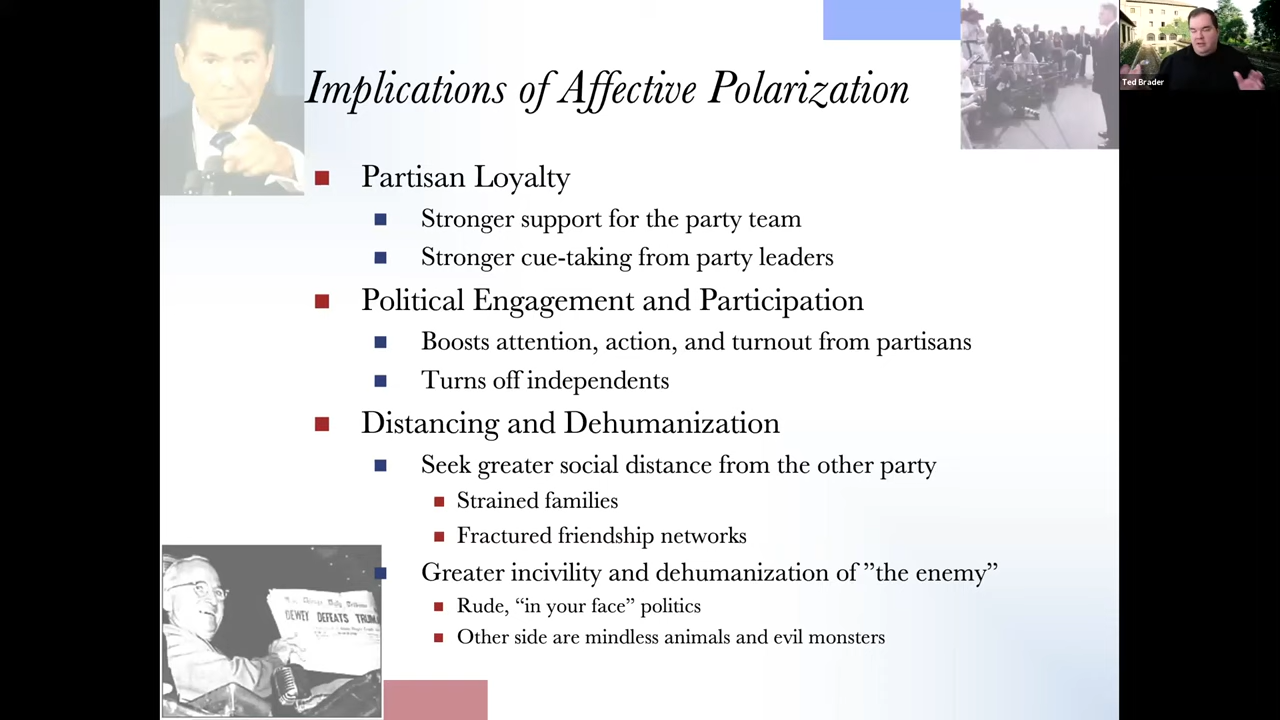 Implications of Affective Polarization
Ted Brader
Partisan Loyalty
Stronger support for the party team
Stronger cue-taking from party leaders
Political Engagement and Participation
Boosts attention, action, and turnout from partisans
Turns off independents
Distancing and Dehumanization
Seek greater social distance from the other party
Strained families
Fractured friendship networks
Greater incivility and dehumanization of ”the enemy”
Rude, “in your face” politics
Other side are mindless animals and evil monsters
DEWEY DEFEATS